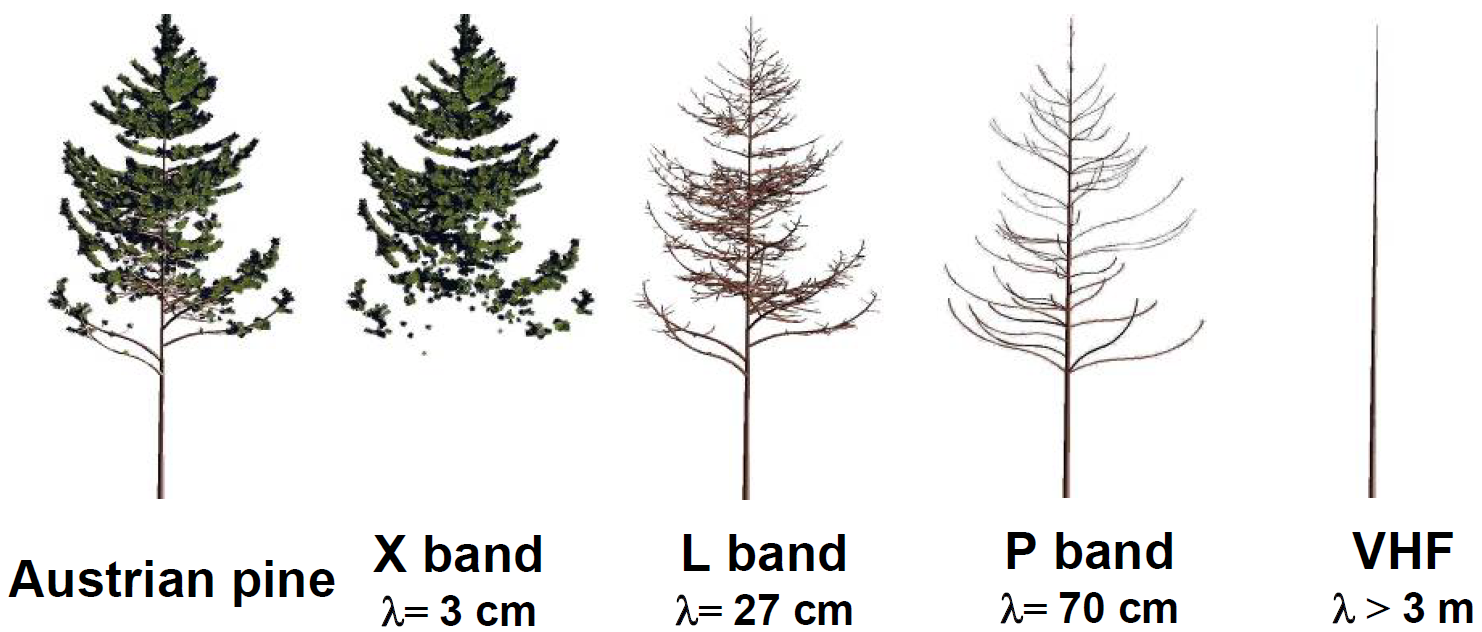 Austrian pine
X band
λ= 3 cm
L band
λ= 27 cm
P band
λ= 70 cm
VHF
λ > 3 m